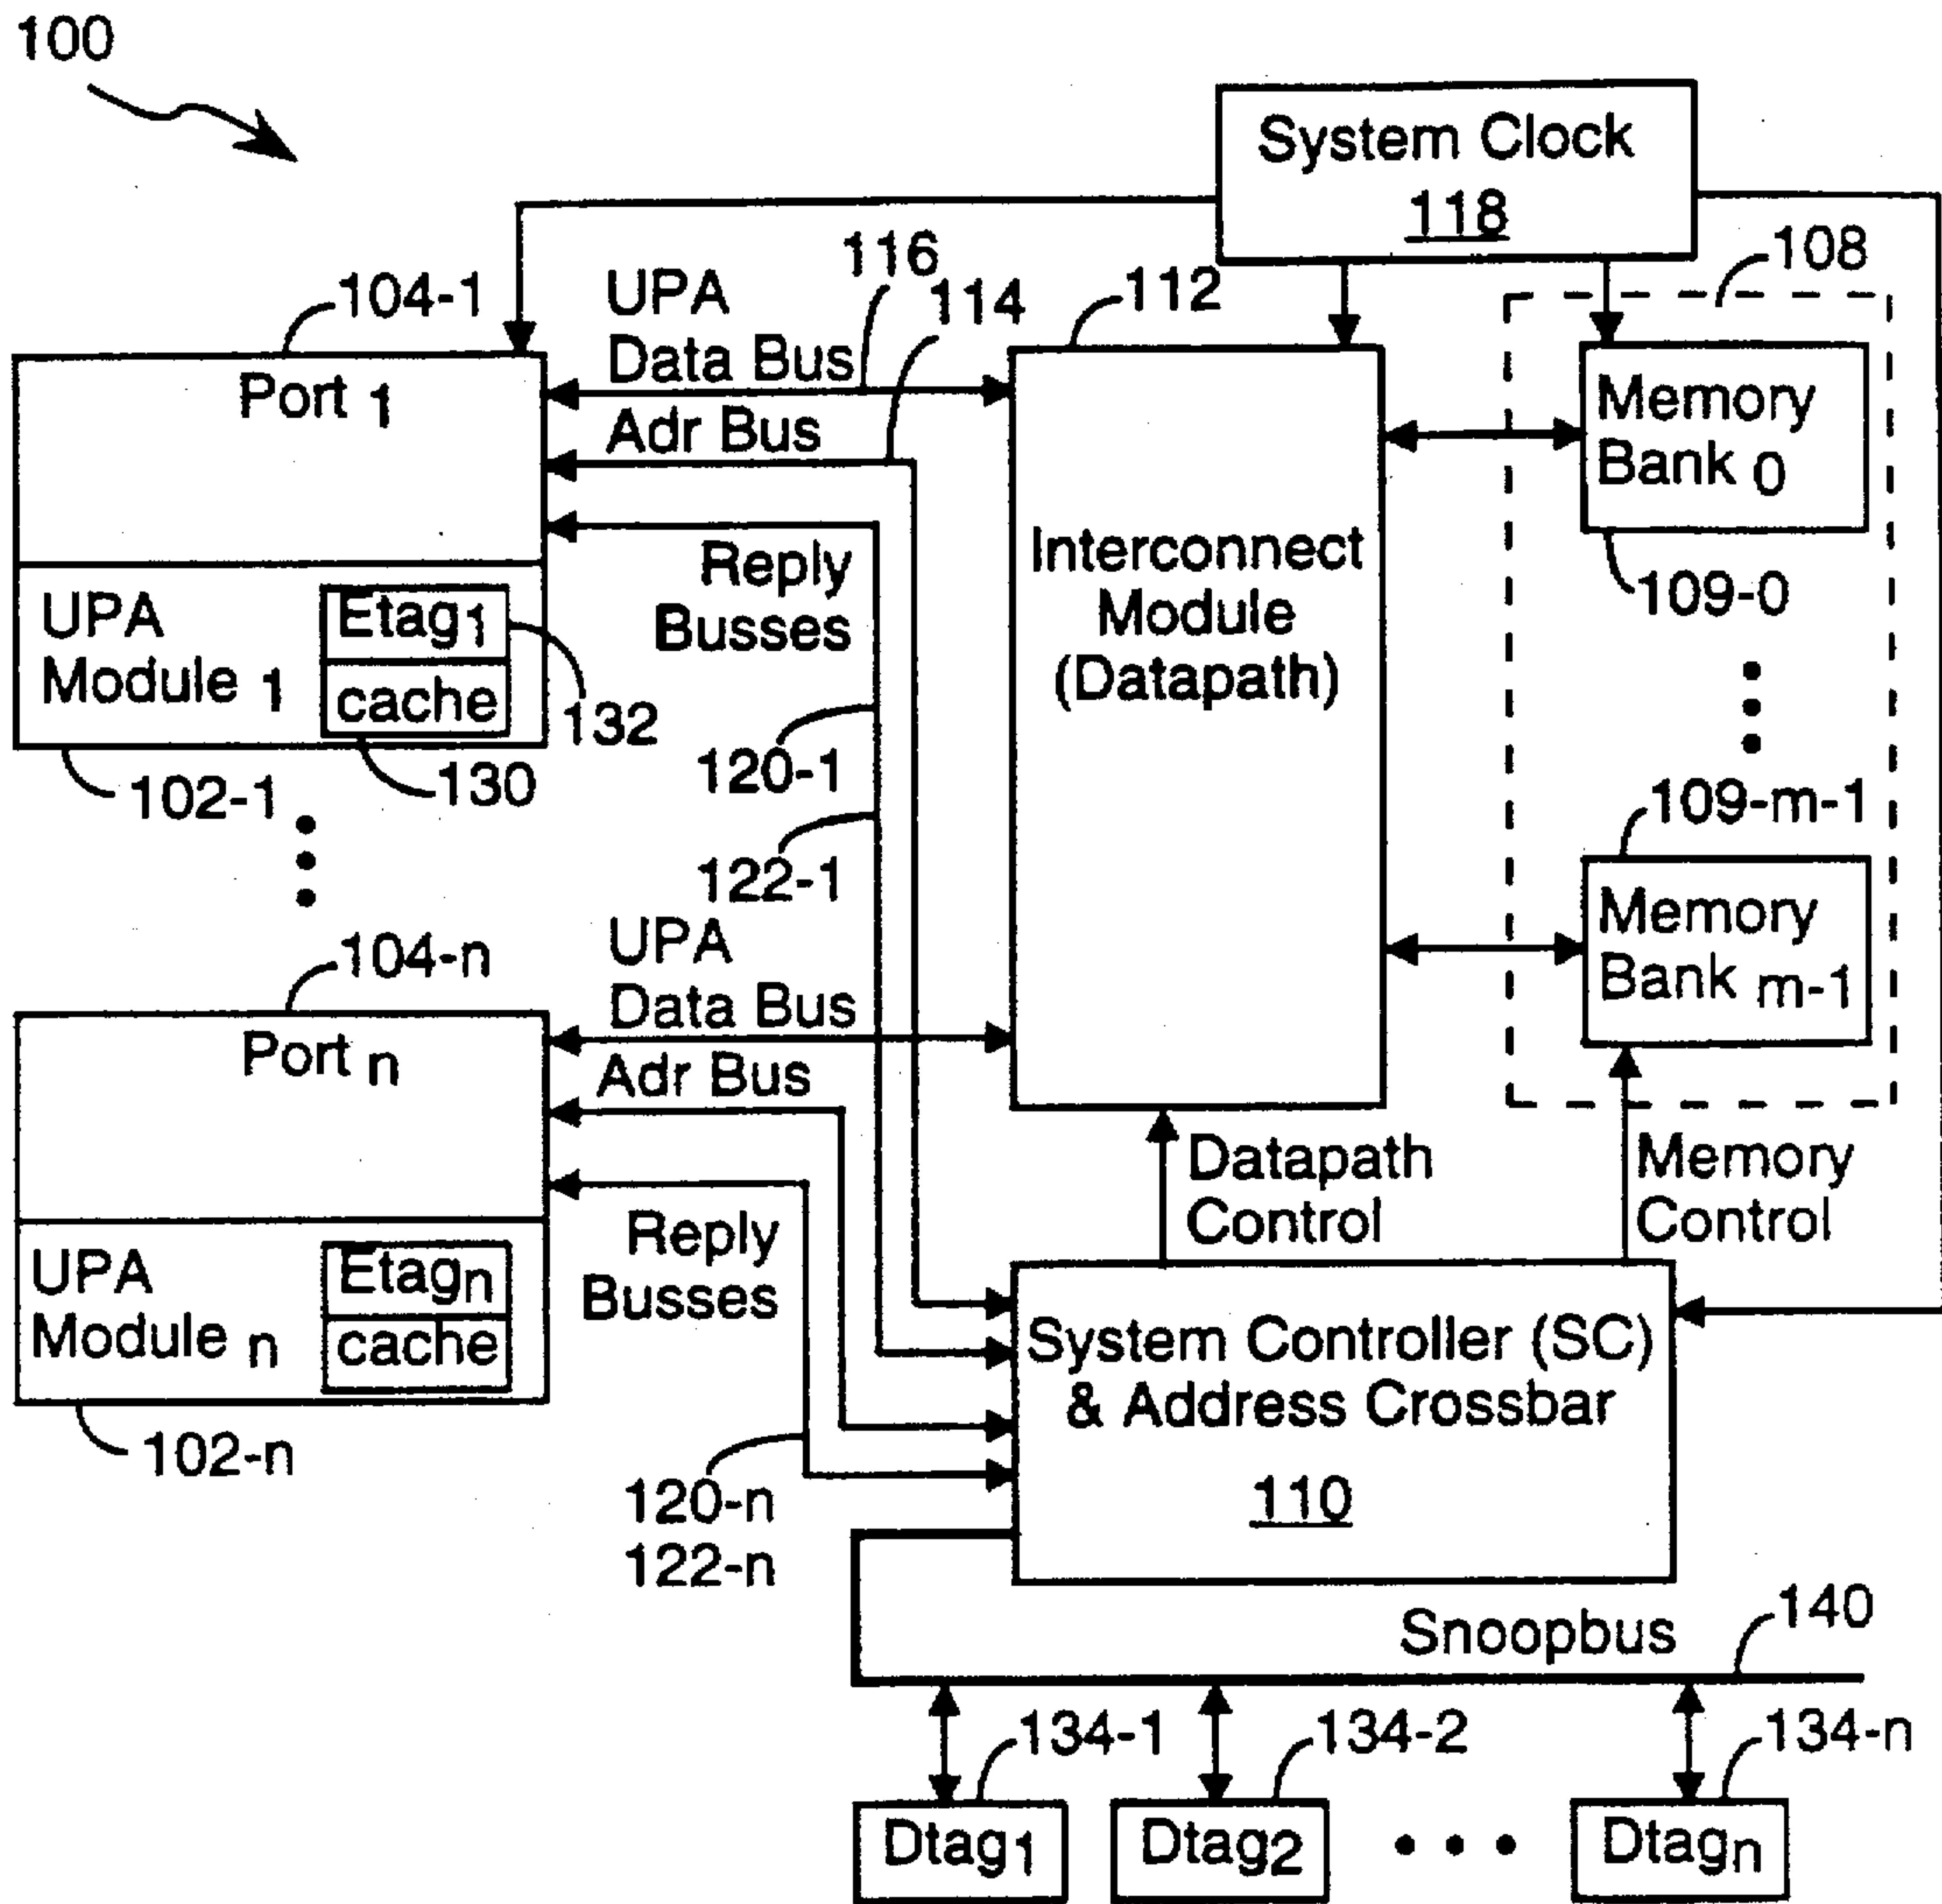 100
System Clock
118
108
116
114
112
104-1
UPA
Data Bus
Adr Bus
Port 1
Memory
Bank 0
109-0
Reply
Busses
Interconnect
Module
(Datapath)
UPA
Module 1
Etag1
cache
132
130
102-1
120-1
122-1
109-m-1
Memory
Bank m-1
104-n
UPA
Data Bus
Adr Bus
Port n
Datapath
Control
Memory
Control
Reply
Busses
UPA
Module n
Etagn
cache
102-n
System Controller (SC)
& Address Crossbar
110
120-n
122-n
Snoopbus
140
134-1
134-2
134-n
Dtag1
Dtag2
Dtagn